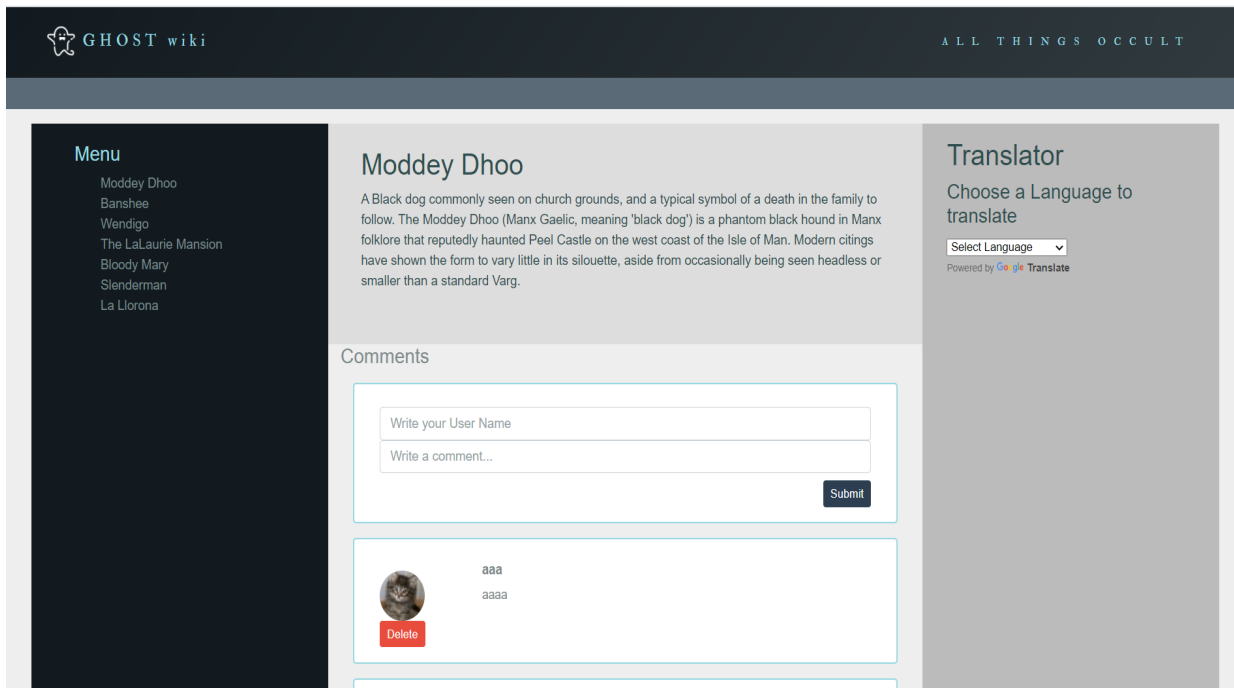 GHOST wiki
ALL THINGS OCCULT
Menu
Moddey Dhoo
Banshee
Wendigo
The LaLaurie Mansion
Bloody Mary
Slenderman
La Llorona
Moddey Dhoo
A Black dog commonly seen on church grounds, and a typical symbol of a death in the family to
follow. The Moddey Dhoo (Manx Gaelic, meaning 'black dog') is a phantom black hound in Manx
folklore that reputedly haunted Peel Castle on the west coast of the Isle of Man. Modern citings
have shown the form to vary little in its silouette, aside from occasionally being seen headless or
smaller than a standard Varg.
Comments
Write your User Name
Write a comment...
Submit
aaa
aaaa
Delete
Translator
Choose a Language to
translate
Select Language
Powered by Google Translate